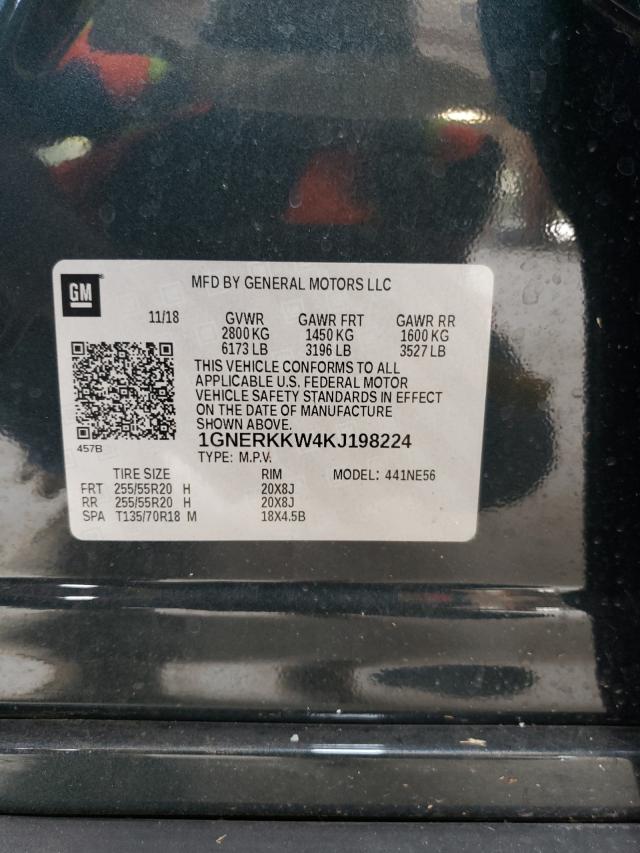 GM
MFD BY GENERAL MOTORS LLC
11/18 GVWR GAWR FRT GAWR RR
2800 KG 1450 KG 1600 KG
6173 LB 3196 LB 3527 LB
THIS VEHICLE CONFORMS TO ALL
APPLICABLE U.S. FEDERAL MOTOR
VEHICLE SAFETY STANDARDS IN EFFECT
ON THE DATE OF MANUFACTURE
SHOWN ABOVE.
457B
1GNERKKW4KJ198224
TYPE: M.P.V.
TIRE SIZE RIM MODEL: 441NE56
FRT 255/55R20 H 20X8J
RR 255/55R20 H 20X8J
SPA T135/70R18 M 18X4.5B